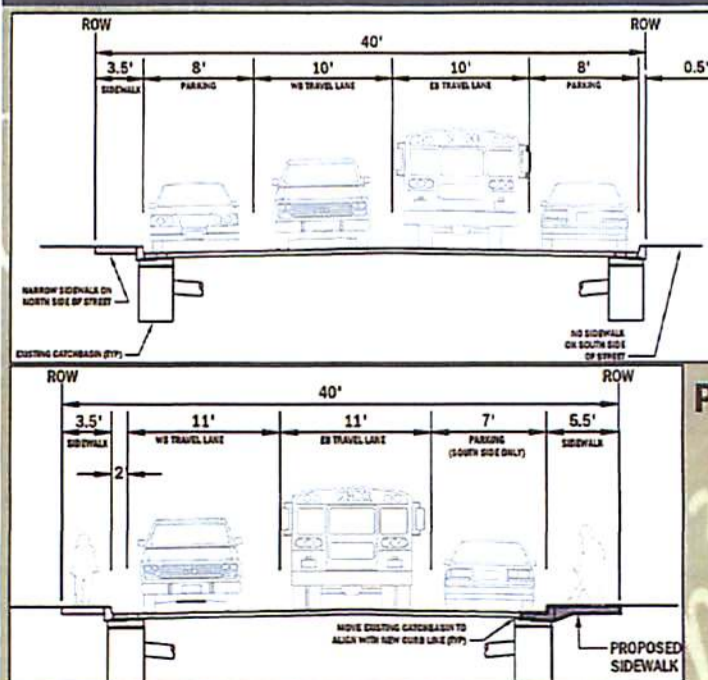 ROW ROW
40'
3.5' 8' 10' 10' 8' 0.5'
SIDEWALK PARKING WB TRAVEL LANE EB TRAVEL LANE PARKING
NARROW SIDEWALK ON
NORTH SIDE OF STREET
EXISTING CATCHBASIN (TYP)
NO SIDEWALK
ON SOUTH SIDE
OF STREET
ROW ROW
40'
3.5' 11' 11' 7' 5.5'
SIDEWALK WB TRAVEL LANE EB TRAVEL LANE PARKING SIDEWALK
(SOUTH SIDE ONLY)
2
MOVE EXISTING CATCHBASIN TO
ALIGN WITH NEW CURB LINE (TYP)
PROPOSED
SIDEWALK
P